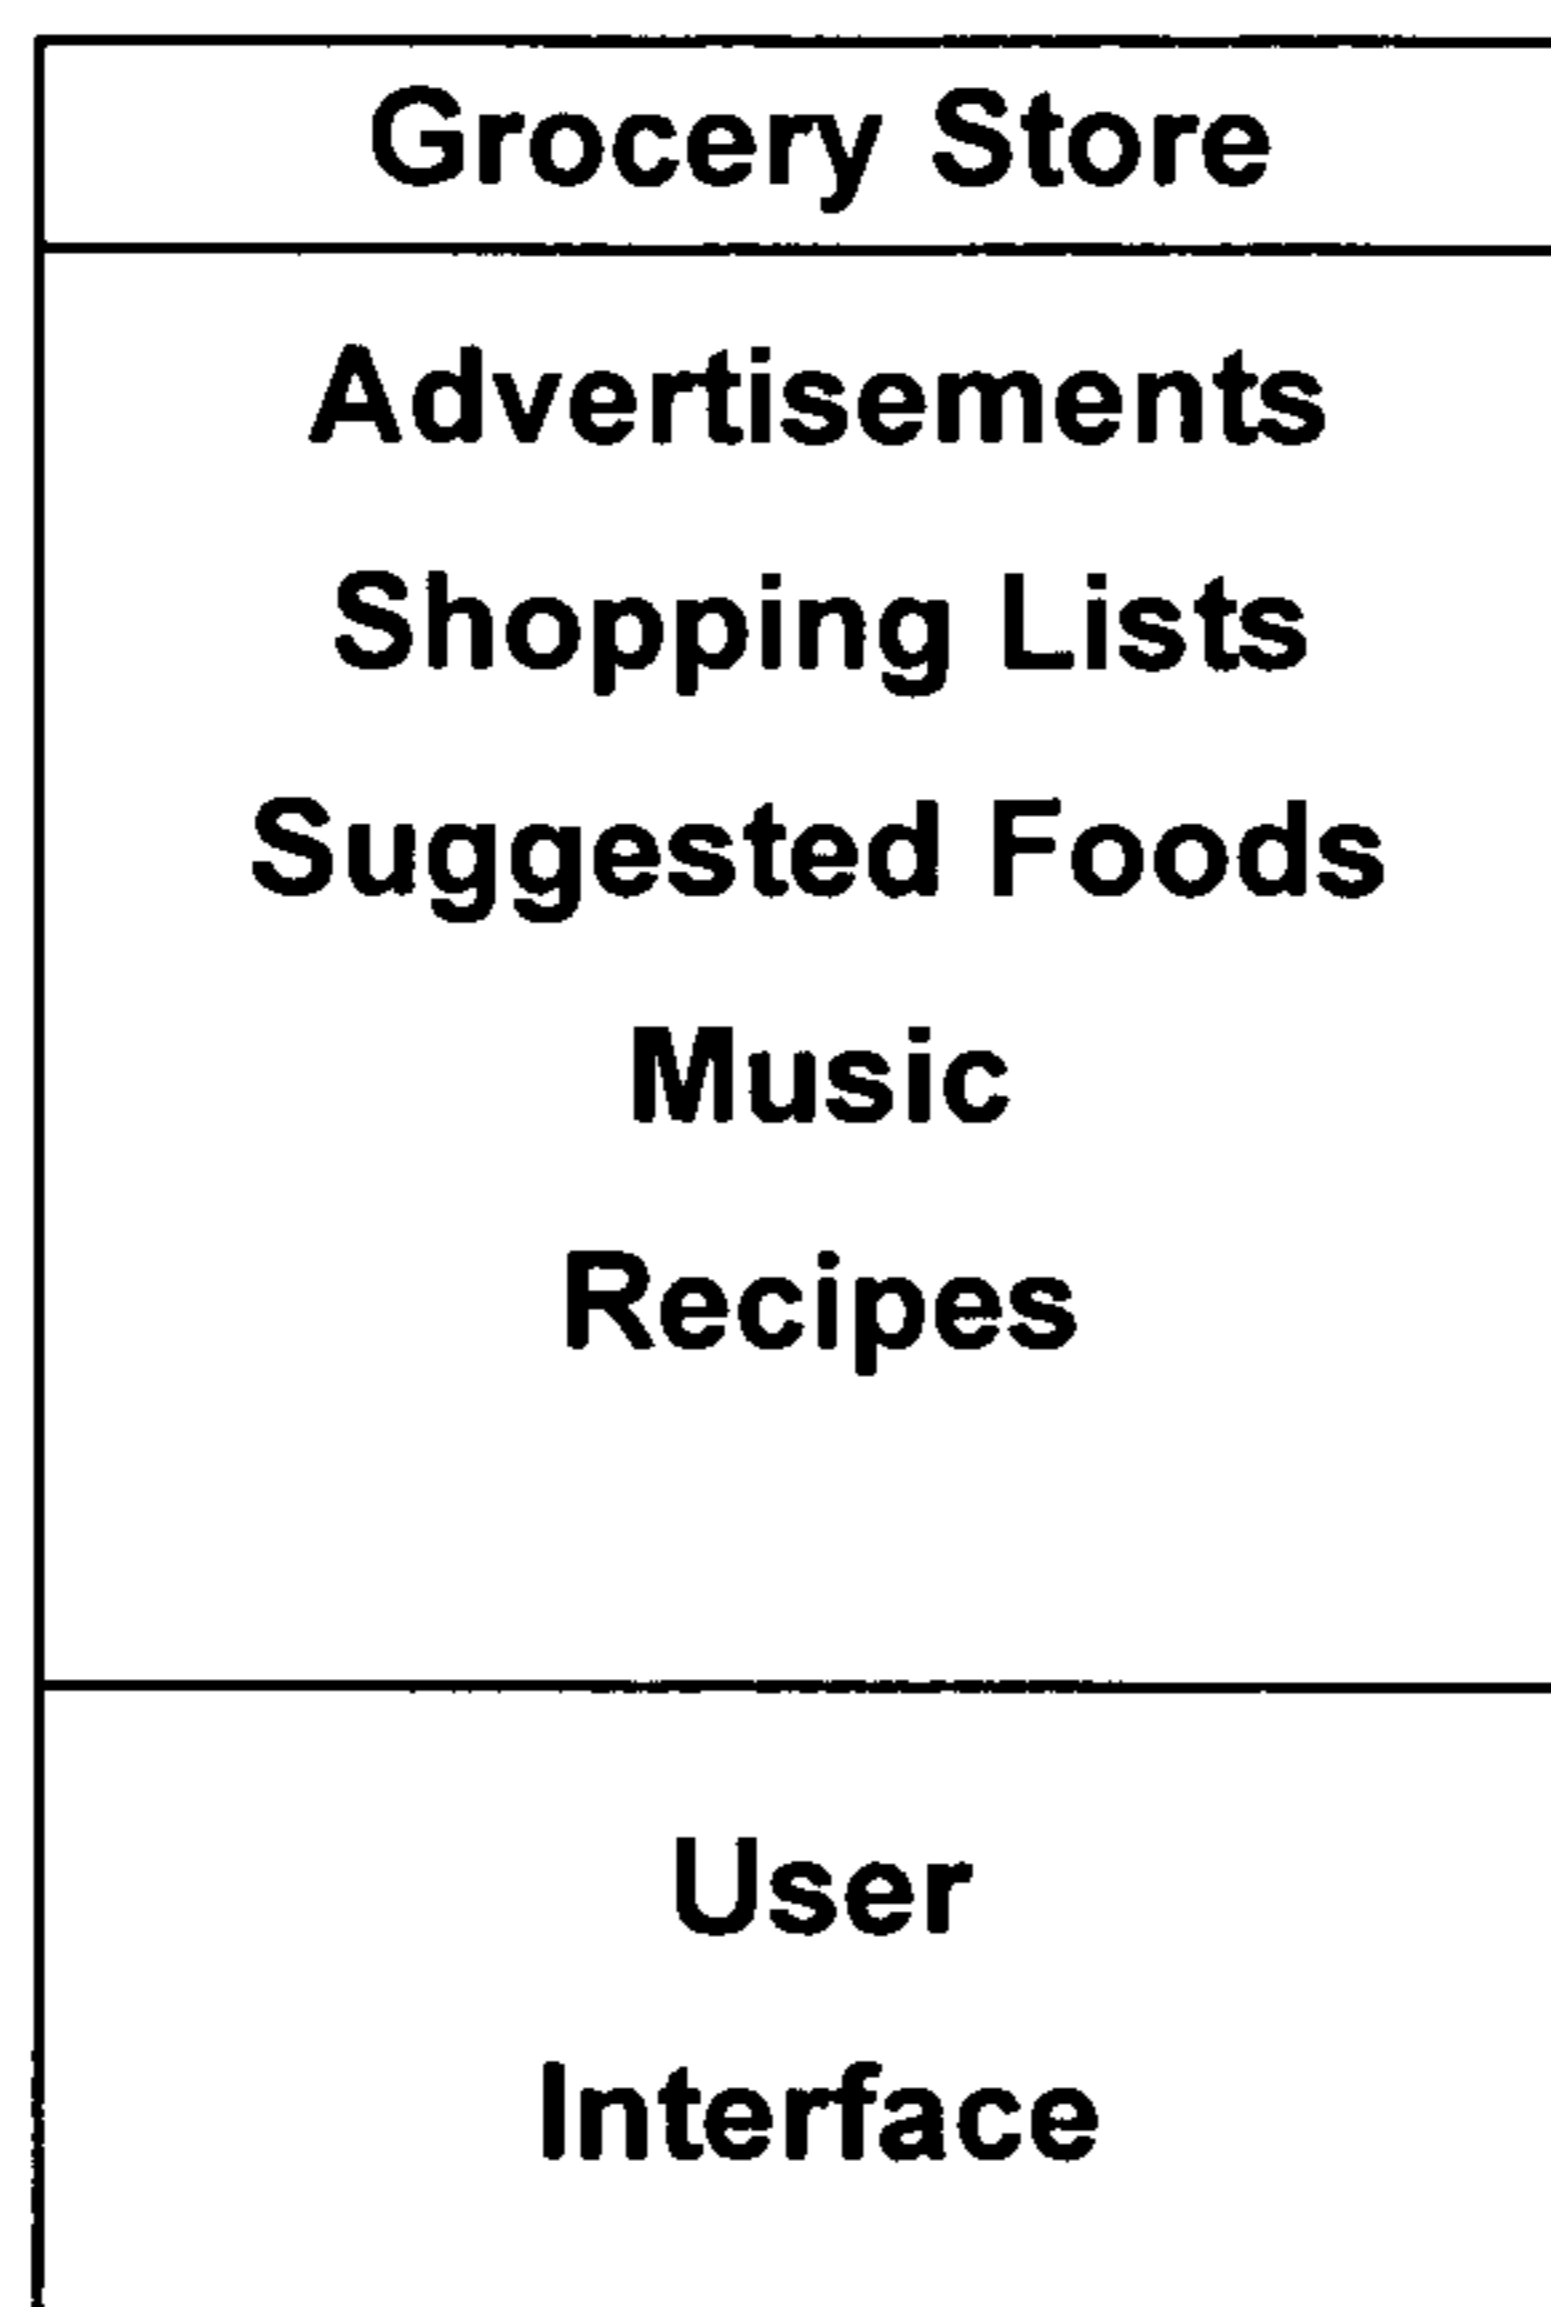 Grocery Store
Advertisements
Shopping Lists
Suggested Foods
Music
Recipes
User
Interface